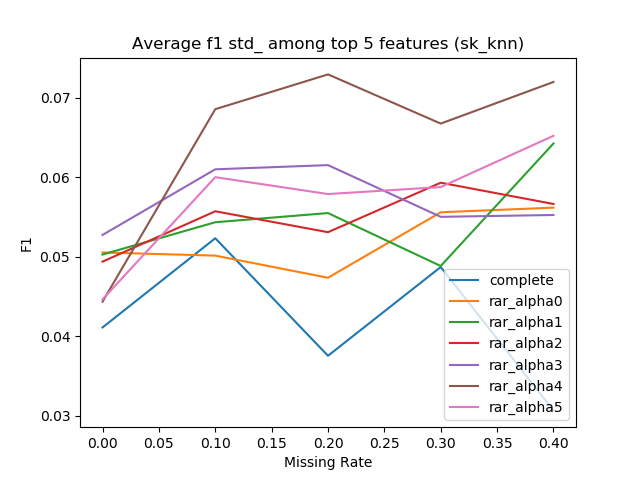 Average f1 std_ among top 5 features (sk_knn)
F1
0.07
0.06
0.05
0.04
0.03
0.00
0.05
0.10
0.15
0.20
0.25
0.30
0.35
0.40
Missing Rate
complete
rar_alpha0
rar_alpha1
rar_alpha2
rar_alpha3
rar_alpha4
rar_alpha5